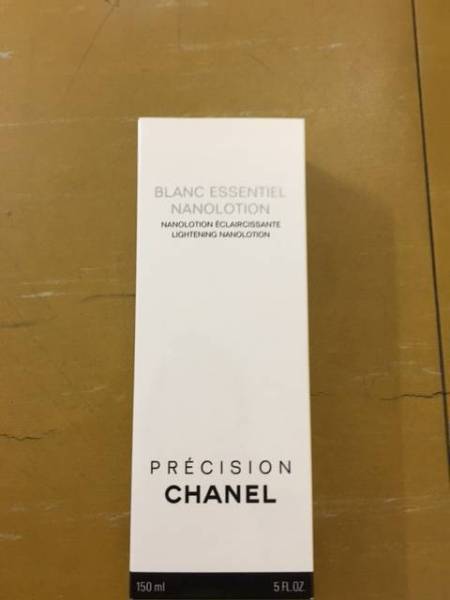 BLANC ESSENTIEL
NANOLOTION
NANOLOTION ÉCLAIRCISSANTE
LIGHTENING NANOLOTION
PRÉCISION
CHANEL
150 ml 5 FL.OZ.